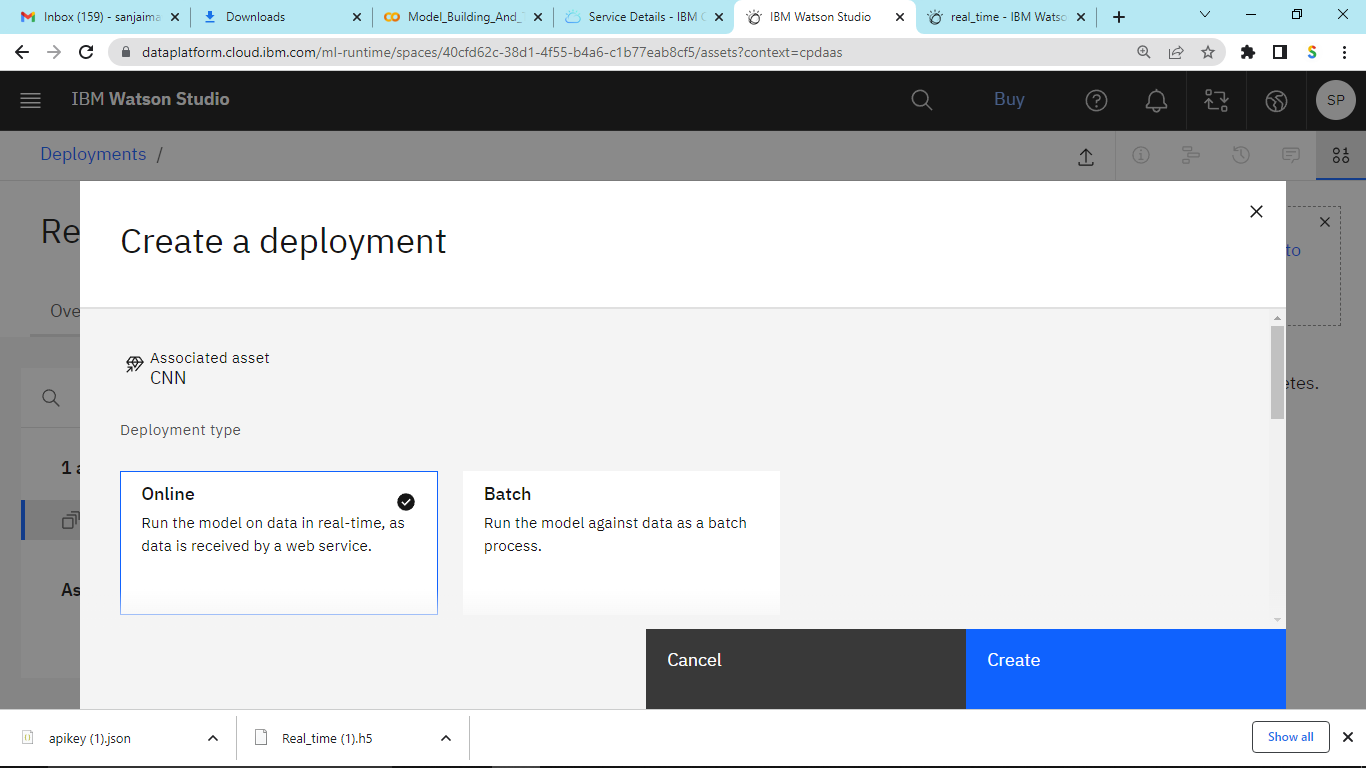 Inbox (159) - sanjaima
Downloads
Model_Building_And_
Service Details - IBM C
IBM Watson Studio
real_time - IBM Watso
dataplatform.cloud.ibm.com/ml-runtime/spaces/40cfd62c-38d1-4f55-b4a6-c1b77eab8cf5/assets?context=cpdaas
IBM Watson Studio
Buy
SP
Deployments /
Re
to
Create a deployment
Ove
Associated asset
CNN
etes.
Deployment type
1 a
Online
Run the model on data in real-time, as
data is received by a web service.
Batch
Run the model against data as a batch
process.
As
Cancel
Create
apikey (1).json
Real_time (1).h5
Show all